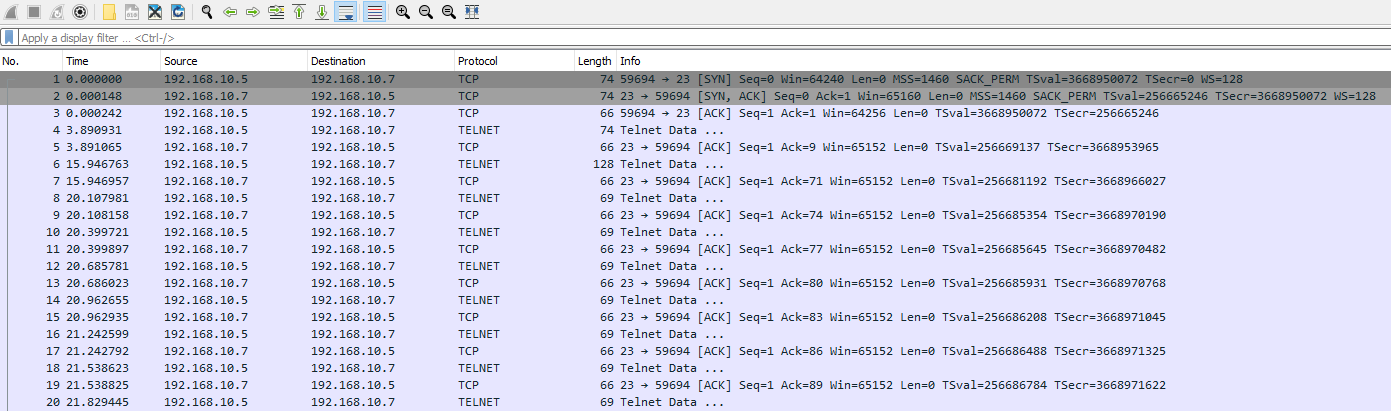 Apply a display filter ... <Ctrl-/>
No. Time Source Destination Protocol Length Info
1 0.000000 192.168.10.5 192.168.10.7 TCP 74 59694 → 23 [SYN] Seq=0 Win=64240 Len=0 MSS=1460 SACK_PERM TSval=3668950072 TSecr=0 WS=128
2 0.000148 192.168.10.7 192.168.10.5 TCP 74 23 → 59694 [SYN, ACK] Seq=0 Ack=1 Win=65160 Len=0 MSS=1460 SACK_PERM TSval=256665246 TSecr=3668950072 WS=128
3 0.000242 192.168.10.5 192.168.10.7 TCP 66 59694 → 23 [ACK] Seq=1 Ack=1 Win=64256 Len=0 TSval=3668950072 TSecr=256665246
4 3.890931 192.168.10.5 192.168.10.7 TELNET 74 Telnet Data ...
5 3.891065 192.168.10.7 192.168.10.5 TCP 66 23 → 59694 [ACK] Seq=1 Ack=9 Win=65152 Len=0 TSval=256669137 TSecr=3668953965
6 15.946763 192.168.10.5 192.168.10.7 TELNET 128 Telnet Data ...
7 15.946957 192.168.10.7 192.168.10.5 TCP 66 23 → 59694 [ACK] Seq=1 Ack=71 Win=65152 Len=0 TSval=256681192 TSecr=3668966027
8 20.107981 192.168.10.5 192.168.10.7 TELNET 69 Telnet Data ...
9 20.108158 192.168.10.7 192.168.10.5 TCP 66 23 → 59694 [ACK] Seq=1 Ack=74 Win=65152 Len=0 TSval=256685354 TSecr=3668970190
10 20.399721 192.168.10.5 192.168.10.7 TELNET 69 Telnet Data ...
11 20.399897 192.168.10.7 192.168.10.5 TCP 66 23 → 59694 [ACK] Seq=1 Ack=77 Win=65152 Len=0 TSval=256685645 TSecr=3668970482
12 20.685781 192.168.10.5 192.168.10.7 TELNET 69 Telnet Data ...
13 20.686023 192.168.10.7 192.168.10.5 TCP 66 23 → 59694 [ACK] Seq=1 Ack=80 Win=65152 Len=0 TSval=256685931 TSecr=3668970768
14 20.962655 192.168.10.5 192.168.10.7 TELNET 69 Telnet Data ...
15 20.962935 192.168.10.7 192.168.10.5 TCP 66 23 → 59694 [ACK] Seq=1 Ack=83 Win=65152 Len=0 TSval=256686208 TSecr=3668971045
16 21.242599 192.168.10.5 192.168.10.7 TELNET 69 Telnet Data ...
17 21.242792 192.168.10.7 192.168.10.5 TCP 66 23 → 59694 [ACK] Seq=1 Ack=86 Win=65152 Len=0 TSval=256686488 TSecr=3668971325
18 21.538623 192.168.10.5 192.168.10.7 TELNET 69 Telnet Data ...
19 21.538825 192.168.10.7 192.168.10.5 TCP 66 23 → 59694 [ACK] Seq=1 Ack=89 Win=65152 Len=0 TSval=256686784 TSecr=3668971622
20 21.829445 192.168.10.5 192.168.10.7 TELNET 69 Telnet Data ...